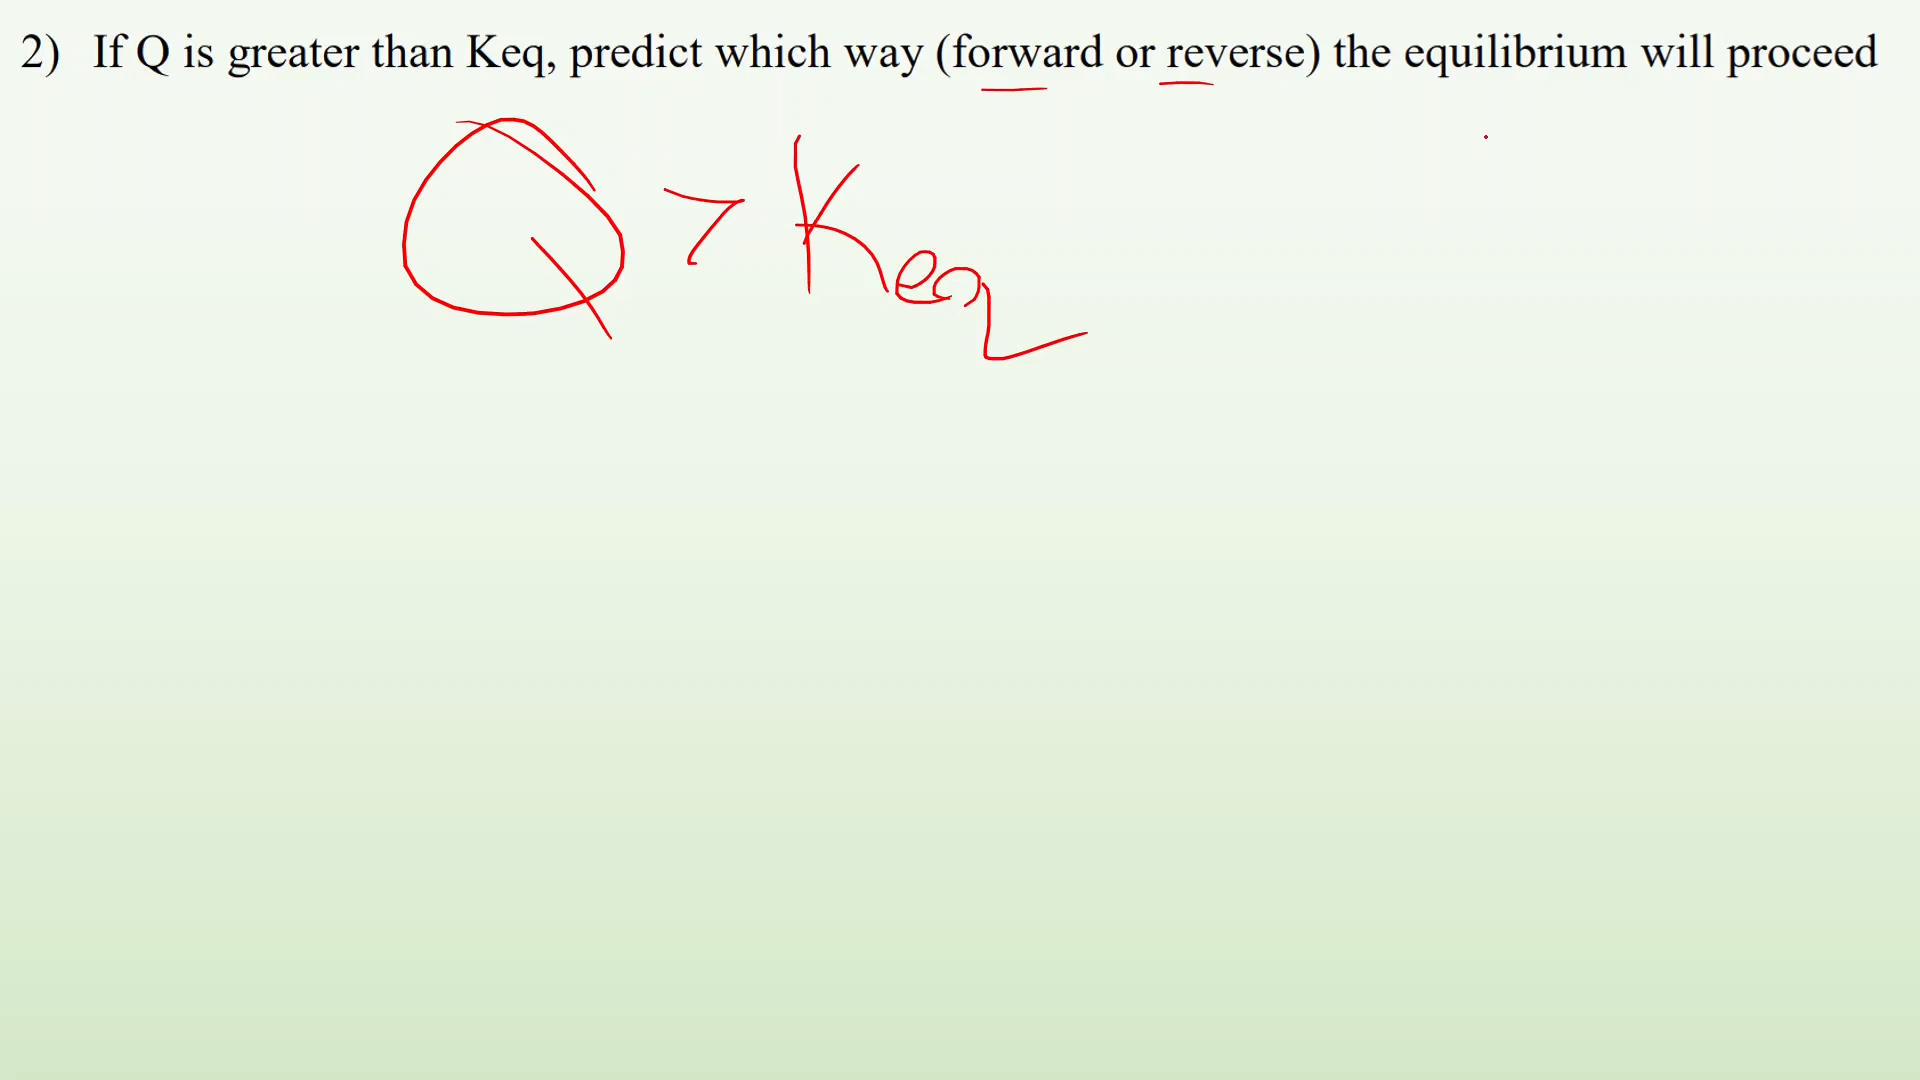 2) If Q is greater than Keq, predict which way (forward or reverse) the equilibrium will proceed
Q > Keq